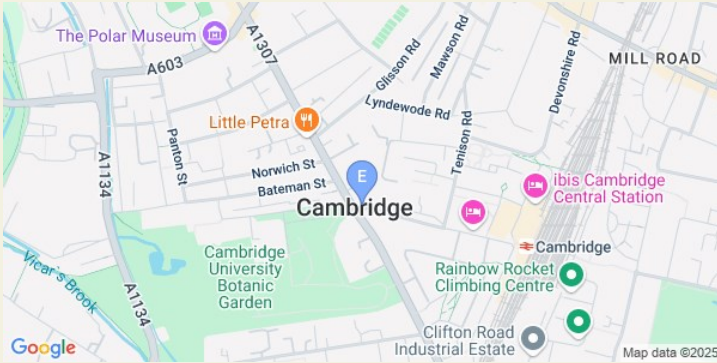 The Polar Museum
A603
A1307
Glisson Rd
Mawson Rd
Devonshire Rd
MILL ROAD
Lyndewode Rd
Little Petra
Tenison Rd
Panton St
A1134
Norwich St
Bateman St
E
Cambridge
ibis Cambridge
Central Station
Cambridge
Cambridge
University
Botanic
Garden
Vicar's Brook
A1134
Rainbow Rocket
Climbing Centre
Clifton Road
Industrial Estate
Google
Map data ©2025